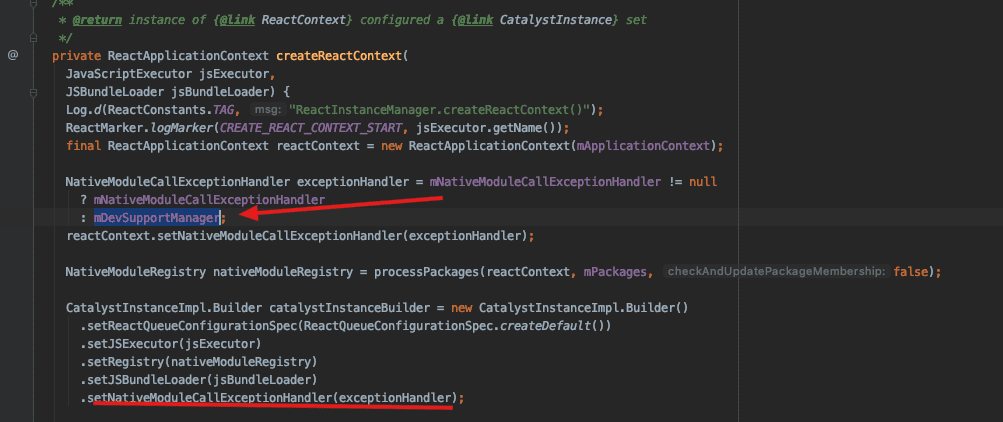 /**
* @return instance of {@link ReactContext} configured a {@link CatalystInstance} set
*/
@ private ReactApplicationContext createReactContext(
JavaScriptExecutor jsExecutor,
JSBundleLoader jsBundleLoader) {
Log.d(ReactConstants.TAG, msg: "ReactInstanceManager.createReactContext()");
ReactMarker.logMarker(CREATE_REACT_CONTEXT_START, jsExecutor.getName());
final ReactApplicationContext reactContext = new ReactApplicationContext(mApplicationContext);
NativeModuleCallExceptionHandler exceptionHandler = mNativeModuleCallExceptionHandler != null
? mNativeModuleCallExceptionHandler
: mDevSupportManager;
reactContext.setNativeModuleCallExceptionHandler(exceptionHandler);
NativeModuleRegistry nativeModuleRegistry = processPackages(reactContext, mPackages, checkAndUpdatePackageMembership: false);
CatalystInstanceImpl.Builder catalystInstanceBuilder = new CatalystInstanceImpl.Builder()
.setReactQueueConfigurationSpec(ReactQueueConfigurationSpec.createDefault())
.setJSExecutor(jsExecutor)
.setRegistry(nativeModuleRegistry)
.setJSBundleLoader(jsBundleLoader)
.setNativeModuleCallExceptionHandler(exceptionHandler);